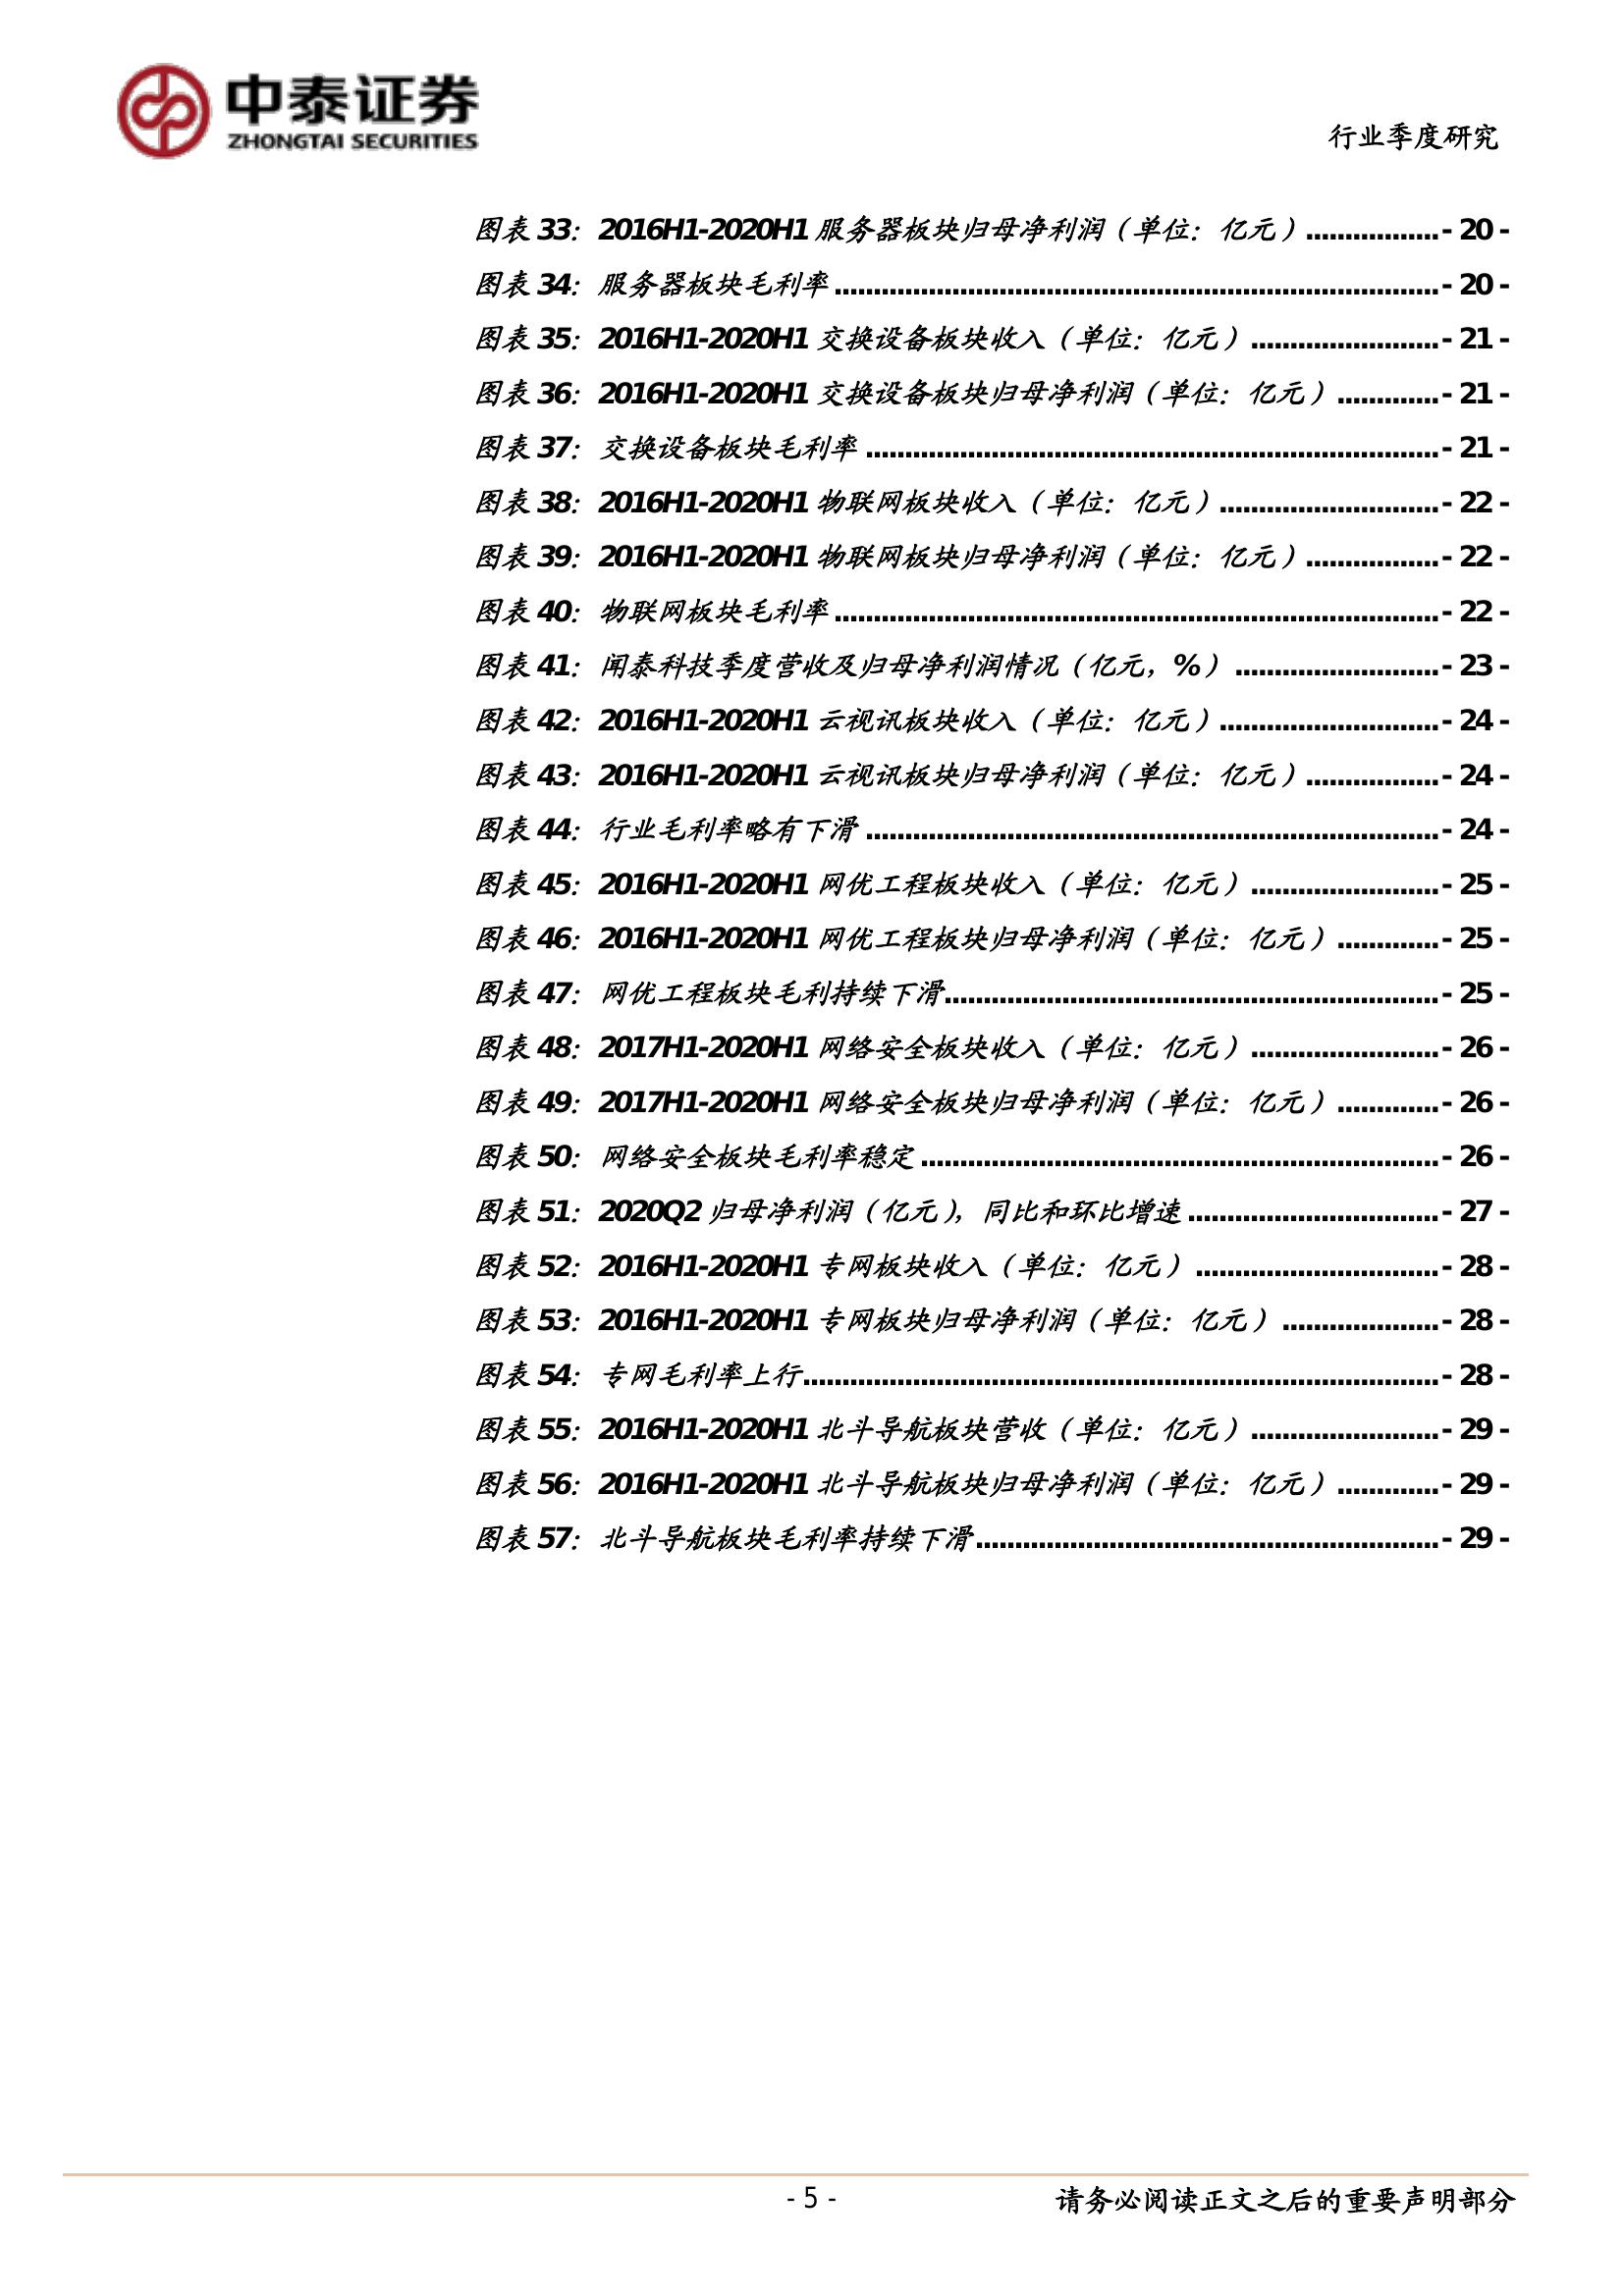 中泰证券
ZHONGTAI SECURITIES
行业季度研究
图表 33：2016H1-2020H1 服务器板块归母净利润（单位：亿元）.................- 20 -
图表 34：服务器板块毛利率.............................................................................- 20 -
图表 35：2016H1-2020H1 交换设备板块收入（单位：亿元）........................- 21 -
图表 36：2016H1-2020H1 交换设备板块归母净利润（单位：亿元）.............- 21 -
图表 37：交换设备板块毛利率.........................................................................- 21 -
图表 38：2016H1-2020H1 物联网板块收入（单位：亿元）............................- 22 -
图表 39：2016H1-2020H1 物联网板块归母净利润（单位：亿元）.................- 22 -
图表 40：物联网板块毛利率.............................................................................- 22 -
图表 41：闻泰科技季度营收及归母净利润情况（亿元，%）..........................- 23 -
图表 42：2016H1-2020H1 云视讯板块收入（单位：亿元）............................- 24 -
图表 43：2016H1-2020H1 云视讯板块归母净利润（单位：亿元）.................- 24 -
图表 44：行业毛利率略有下滑.........................................................................- 24 -
图表 45：2016H1-2020H1 网优工程板块收入（单位：亿元）........................- 25 -
图表 46：2016H1-2020H1 网优工程板块归母净利润（单位：亿元）.............- 25 -
图表 47：网优工程板块毛利持续下滑...............................................................- 25 -
图表 48：2017H1-2020H1 网络安全板块收入（单位：亿元）........................- 26 -
图表 49：2017H1-2020H1 网络安全板块归母净利润（单位：亿元）.............- 26 -
图表 50：网络安全板块毛利率稳定..................................................................- 26 -
图表 51：2020Q2 归母净利润（亿元），同比和环比增速................................- 27 -
图表 52：2016H1-2020H1 专网板块收入（单位：亿元）...............................- 28 -
图表 53：2016H1-2020H1 专网板块归母净利润（单位：亿元）....................- 28 -
图表 54：专网毛利率上行.................................................................................- 28 -
图表 55：2016H1-2020H1 北斗导航板块营收（单位：亿元）........................- 29 -
图表 56：2016H1-2020H1 北斗导航板块归母净利润（单位：亿元）.............- 29 -
图表 57：北斗导航板块毛利率持续下滑...........................................................- 29 -
- 5 -
请务必阅读正文之后的重要声明部分